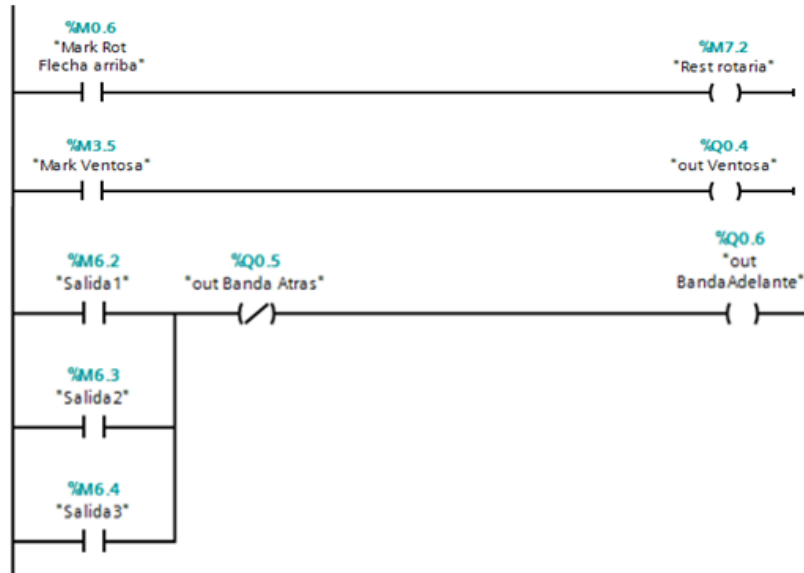 %M0.6
"Mark Rot
Flecha arriba"
%M7.2
"Rest rotaria"
%M3.5
"Mark Ventosa"
%Q0.4
"out Ventosa"
%M6.2
"Salida1"
%Q0.5
"out Banda Atras"
%Q0.6
"out
BandaAdelante"
%M6.3
"Salida2"
%M6.4
"Salida3"